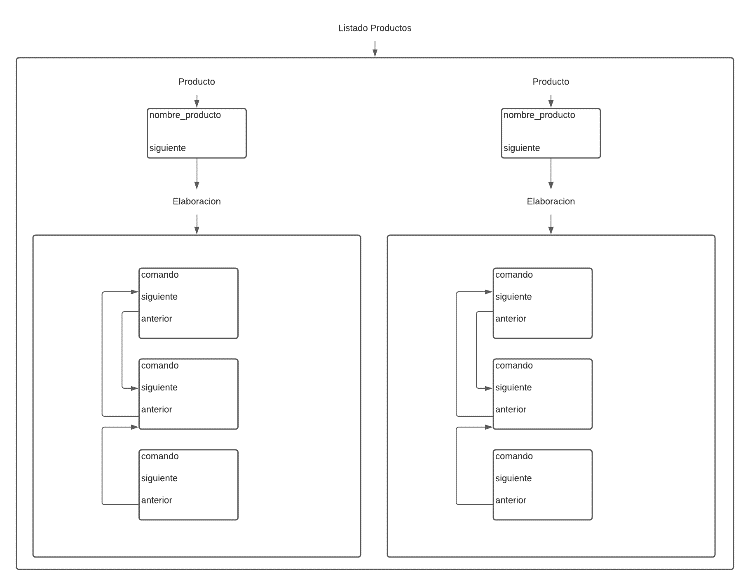 Listado Productos
Producto
nombre_producto
siguiente
Elaboracion
comando
siguiente
anterior
comando
siguiente
anterior
comando
siguiente
anterior
Producto
nombre_producto
siguiente
Elaboracion
comando
siguiente
anterior
comando
siguiente
anterior
comando
siguiente
anterior